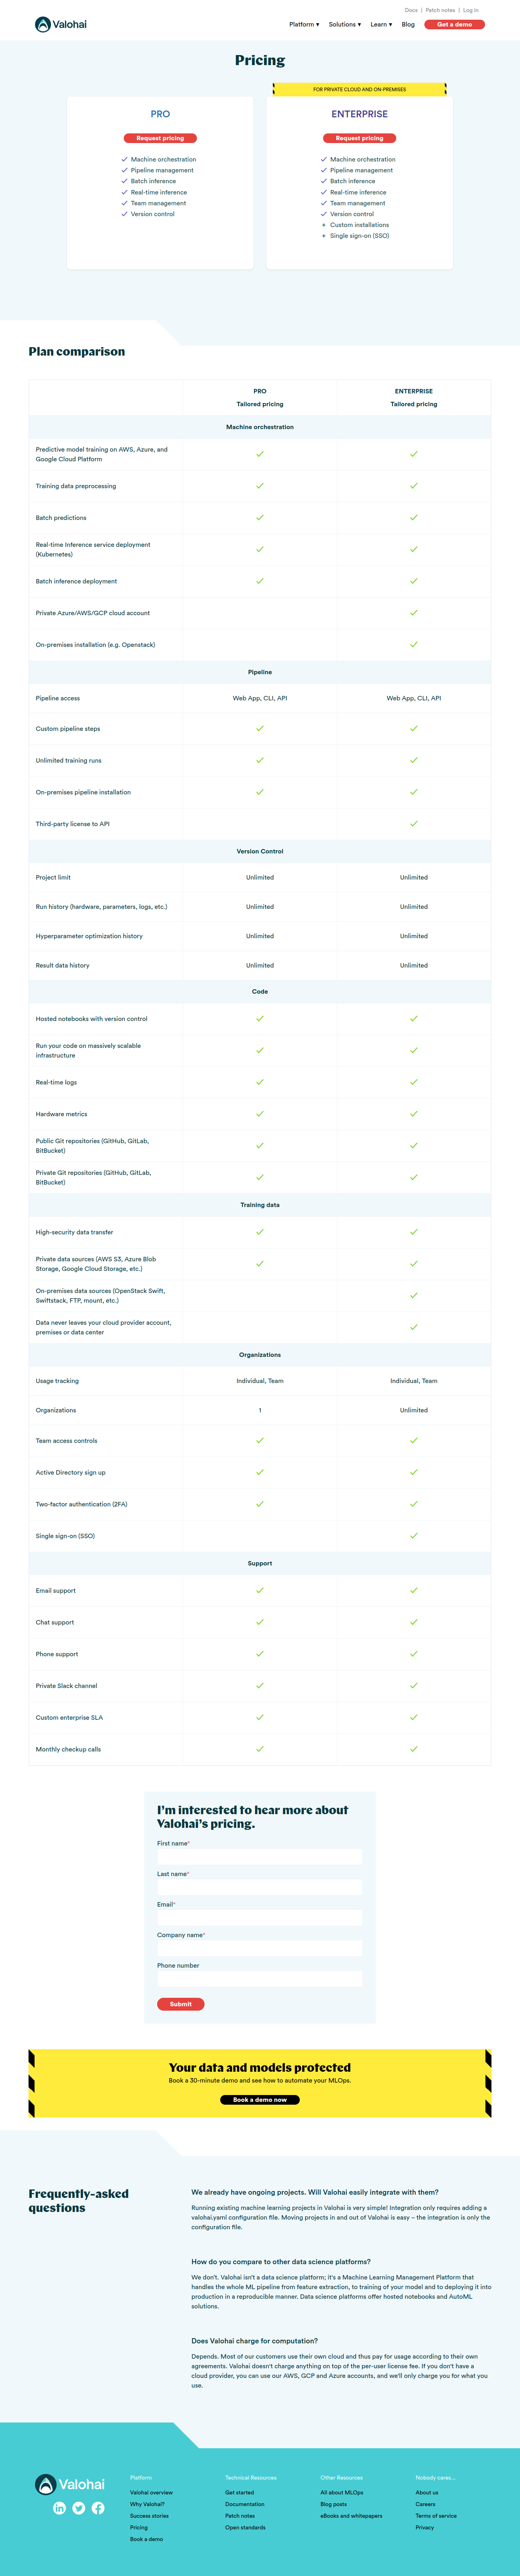 Docs | Patch notes | Log in
Valohai
Platform ▾ Solutions ▾ Learn ▾ Blog Get a demo
Pricing
FOR PRIVATE CLOUD AND ON-PREMISES
PRO
Request pricing
Machine orchestration
Pipeline management
Batch inference
Real-time inference
Team management
Version control
ENTERPRISE
Request pricing
Machine orchestration
Pipeline management
Batch inference
Real-time inference
Team management
Version control
+ Custom installations
+ Single sign-on (SSO)
Plan comparison
PRO ENTERPRISE
Tailored pricing Tailored pricing
Machine orchestration
Predictive model training on AWS, Azure, and
Google Cloud Platform
Training data preprocessing
Batch predictions
Real-time Inference service deployment
(Kubernetes)
Batch inference deployment
Private Azure/AWS/GCP cloud account
On-premises installation (e.g. Openstack)
Pipeline
Pipeline access Web App, CLI, API Web App, CLI, API
Custom pipeline steps
Unlimited training runs
On-premises pipeline installation
Third-party license to API
Version Control
Project limit Unlimited Unlimited
Run history (hardware, parameters, logs, etc.) Unlimited Unlimited
Hyperparameter optimization history Unlimited Unlimited
Result data history Unlimited Unlimited
Code
Hosted notebooks with version control
Run your code on massively scalable
infrastructure
Real-time logs
Hardware metrics
Public Git repositories (GitHub, GitLab,
BitBucket)
Private Git repositories (GitHub, GitLab,
BitBucket)
Training data
High-security data transfer
Private data sources (AWS S3, Azure Blob
Storage, Google Cloud Storage, etc.)
On-premises data sources (OpenStack Swift,
Swiftstack, FTP, mount, etc.)
Data never leaves your cloud provider account,
premises or data center
Organizations
Usage tracking Individual, Team Individual, Team
Organizations 1 Unlimited
Team access controls
Active Directory sign up
Two-factor authentication (2FA)
Single sign-on (SSO)
Support
Email support
Chat support
Phone support
Private Slack channel
Custom enterprise SLA
Monthly checkup calls
I'm interested to hear more about
Valohai's pricing.
First name*
Last name*
Email*
Company name*
Phone number
Submit
Your data and models protected
Book a 30-minute demo and see how to automate your MLOps.
Book a demo now
Frequently-asked
questions
We already have ongoing projects. Will Valohai easily integrate with them?
Running existing machine learning projects in Valohai is very simple! Integration only requires adding a
valohai.yaml configuration file. Moving projects in and out of Valohai is easy – the integration is only the
configuration file.
How do you compare to other data science platforms?
We don't. Valohai isn't a data science platform; it's a Machine Learning Management Platform that
handles the whole ML pipeline from feature extraction, to training of your model and to deploying it into
production in a reproducible manner. Data science platforms offer hosted notebooks and AutoML
solutions.
Does Valohai charge for computation?
Depends. Most of our customers use their own cloud and thus pay for usage according to their own
agreements. Valohai doesn't charge anything on top of the per-user license fee. If you don't have a
cloud provider, you can use our AWS, GCP and Azure accounts, and we'll only charge you for what you
use.
Valohai
Platform
Valohai overview
Why Valohai?
Success stories
Pricing
Book a demo
Technical Resources
Get started
Documentation
Patch notes
Open standards
Other Resources
All about MLOps
Blog posts
eBooks and whitepapers
Nobody cares...
About us
Careers
Terms of service
Privacy